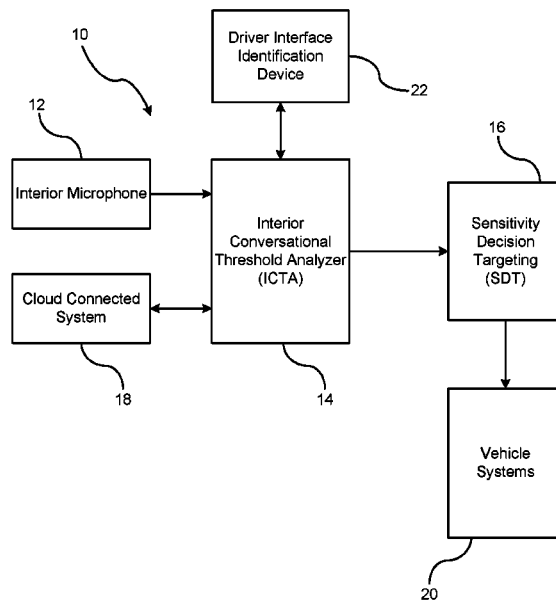 10
Driver Interface
Identification
Device
22
12
Interior Microphone
16
Interior
Conversational
Threshold Analyzer
(ICTA)
Sensitivity
Decision
Targeting
(SDT)
Cloud Connected
System
18
14
Vehicle
Systems
20